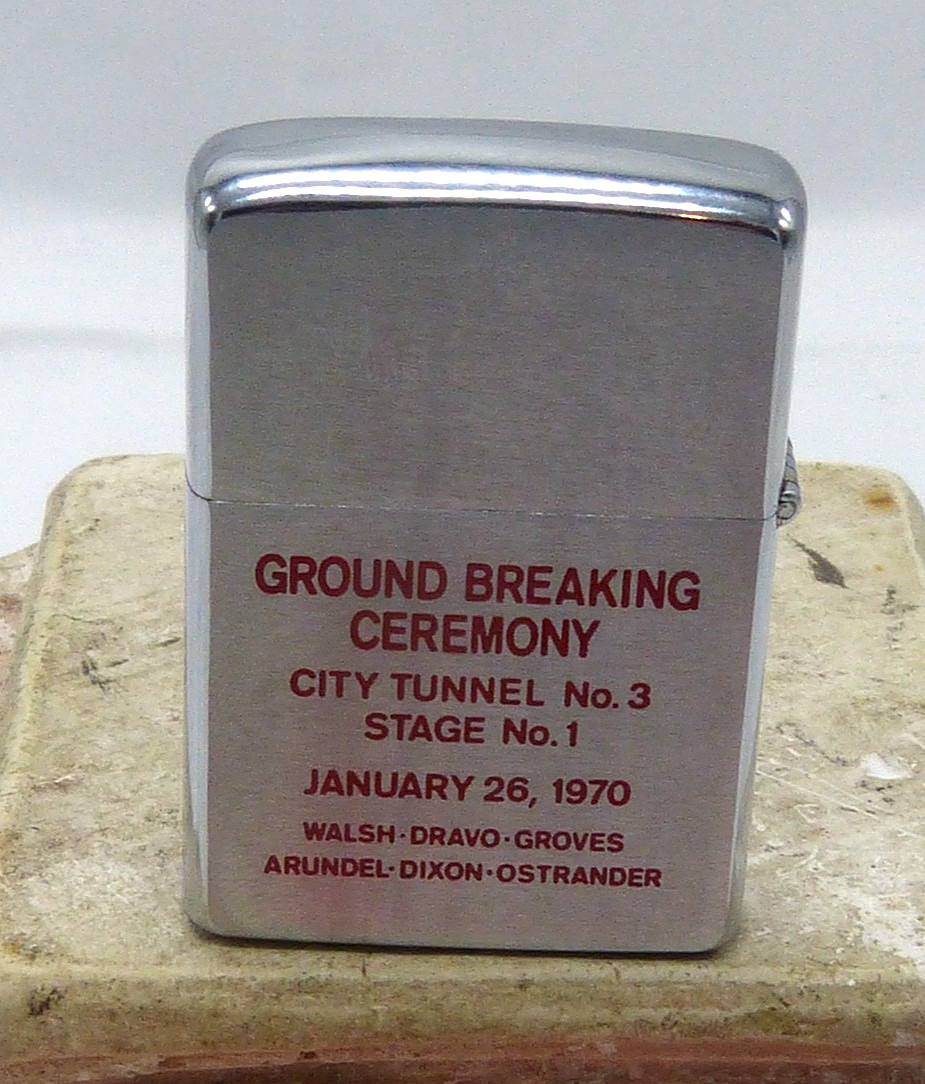 GROUND BREAKING
CEREMONY
CITY TUNNEL No. 3
STAGE No. 1
JANUARY 26, 1970
WALSH·DRAVO·GROVES
ARUNDEL·DIXON·OSTRANDER